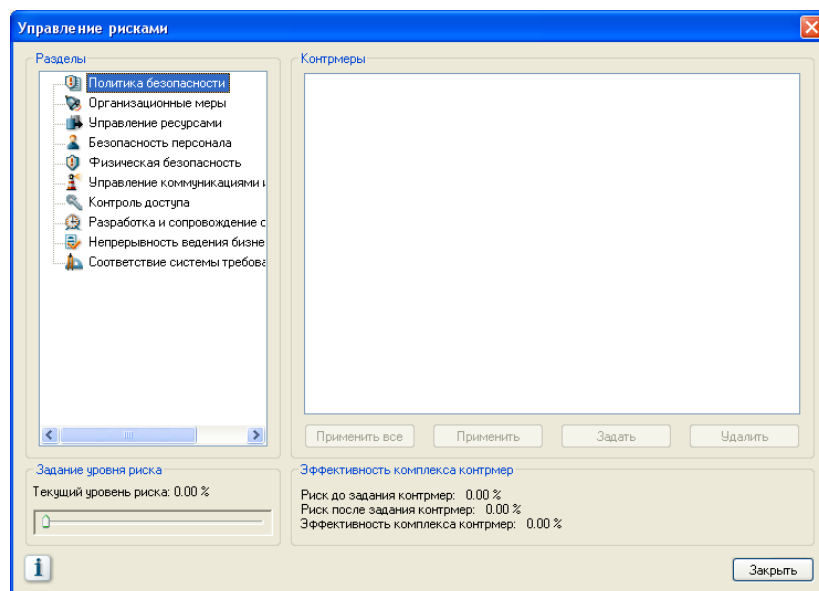 Управление рисками
Разделы
Политика безопасности
Организационные меры
Управление ресурсами
Безопасность персонала
Физическая безопасность
Управление коммуникациями и
Контроль доступа
Разработка и сопровождение с
Непрерывность ведения бизне
Соответствие системы требова
Контрмеры
Применить все
Применить
Задать
Удалить
Задание уровня риска
Текущий уровень риска: 0.00 %
Эффективность комплекса контрмер
Риск до задания контрмер: 0.00 %
Риск после задания контрмер: 0.00 %
Эффективность комплекса контрмер: 0.00 %
Закрыть